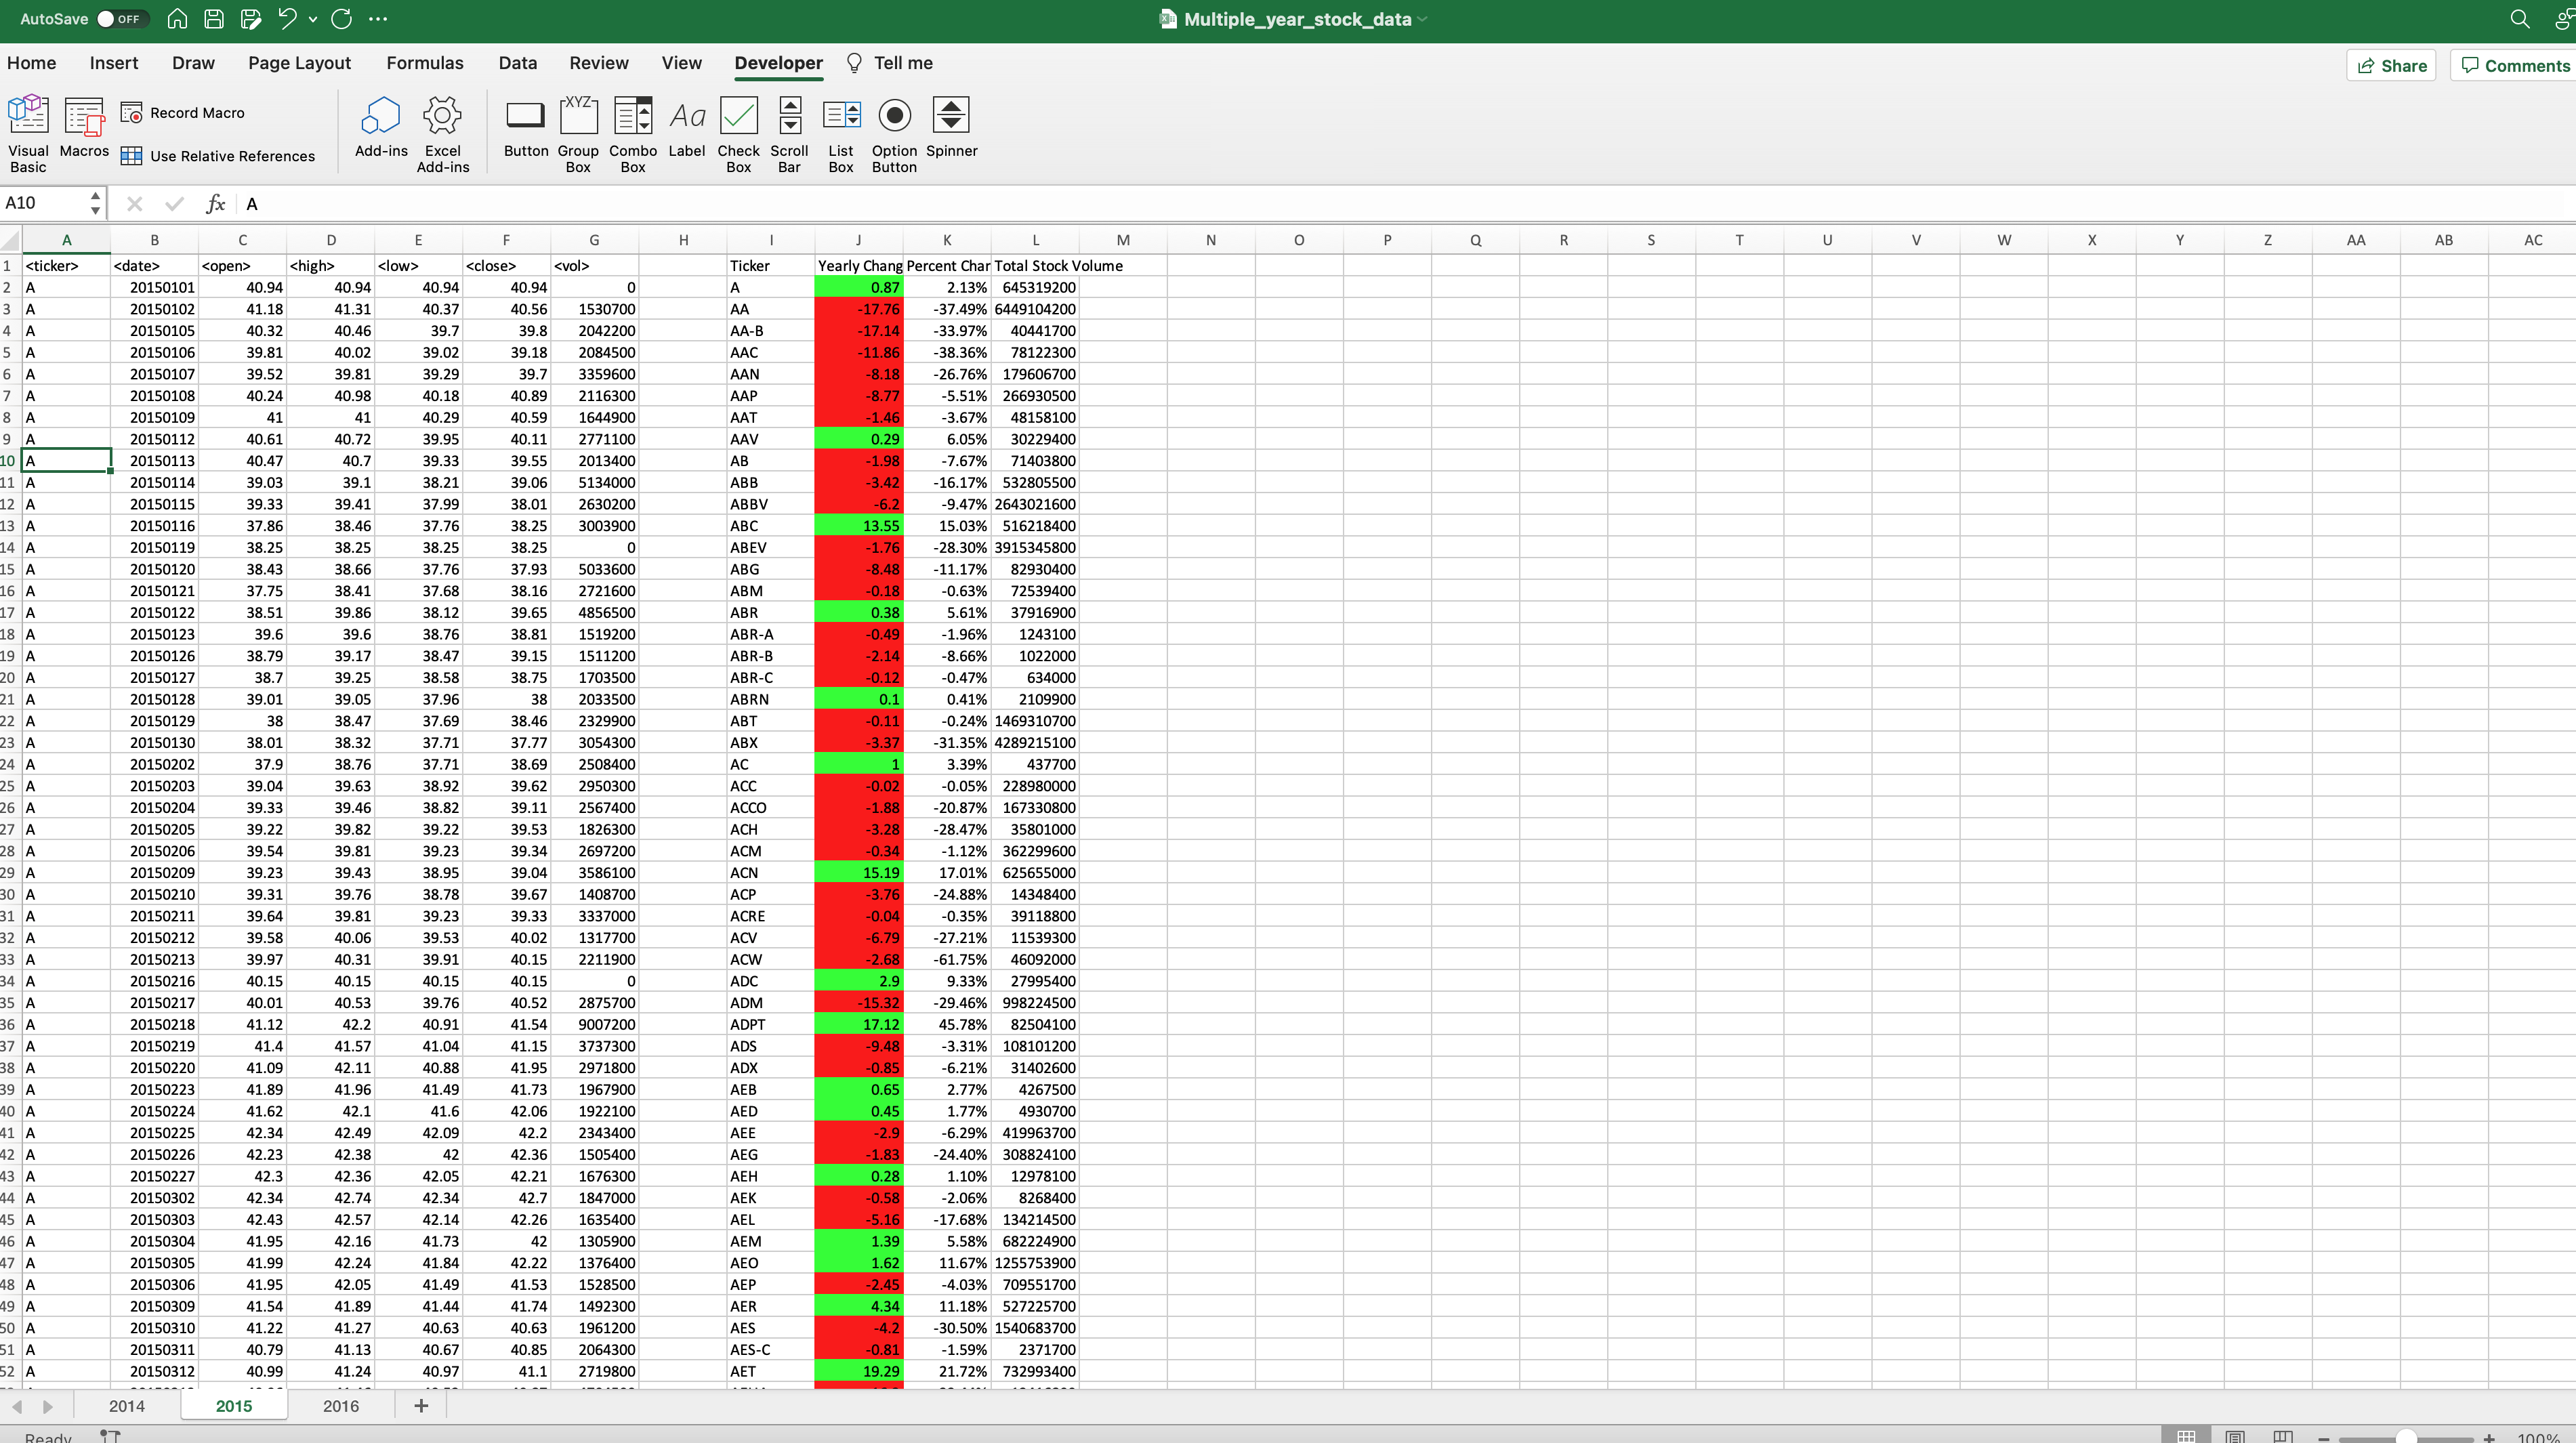 AutoSave OFF Multiple_year_stock_data
Home Insert Draw Page Layout Formulas Data Review View Developer Tell me Share Comments
Visual Basic Macros Record Macro Use Relative References Add-ins Excel Add-ins Button Group Box Combo Box Label Check Box Scroll Bar List Box Option Button Spinner
XYZ Aa
A10 fx A
A B C D E F G H I J K L M N O P Q R S T U V W X Y Z AA AB AC
1 <ticker> <date> <open> <high> <low> <close> <vol> Ticker Yearly Chang Percent Char Total Stock Volume
2 A 20150101 40.94 40.94 40.94 40.94 0 A 0.87 2.13% 645319200
3 A 20150102 41.18 41.31 40.37 40.56 1530700 AA -17.76 -37.49% 6449104200
4 A 20150105 40.32 40.46 39.7 39.8 2042200 AA-B -17.14 -33.97% 40441700
5 A 20150106 39.81 40.02 39.02 39.18 2084500 AAC -11.86 -38.36% 78122300
6 A 20150107 39.52 39.81 39.29 39.7 3359600 AAN -8.18 -26.76% 179606700
7 A 20150108 40.24 40.98 40.18 40.89 2116300 AAP -8.77 -5.51% 266930500
8 A 20150109 41 41 40.29 40.59 1644900 AAT -1.46 -3.67% 48158100
9 A 20150112 40.61 40.72 39.95 40.11 2771100 AAV 0.29 6.05% 30229400
10 A 20150113 40.47 40.7 39.33 39.55 2013400 AB -1.98 -7.67% 71403800
11 A 20150114 39.03 39.1 38.21 39.06 5134000 ABB -3.42 -16.17% 532805500
12 A 20150115 39.33 39.41 37.99 38.01 2630200 ABBV -6.2 -9.47% 2643021600
13 A 20150116 37.86 38.46 37.76 38.25 3003900 ABC 13.55 15.03% 516218400
14 A 20150119 38.25 38.25 38.25 38.25 0 ABEV -1.76 -28.30% 3915345800
15 A 20150120 38.43 38.66 37.76 37.93 5033600 ABG -8.48 -11.17% 82930400
16 A 20150121 37.75 38.41 37.68 38.16 2721600 ABM -0.18 -0.63% 72539400
17 A 20150122 38.51 39.86 38.12 39.65 4856500 ABR 0.38 5.61% 37916900
18 A 20150123 39.6 39.6 38.76 38.81 1519200 ABR-A -0.49 -1.96% 1243100
19 A 20150126 38.79 39.17 38.47 39.15 1511200 ABR-B -2.14 -8.66% 1022000
20 A 20150127 38.7 39.25 38.58 38.75 1703500 ABR-C -0.12 -0.47% 634000
21 A 20150128 39.01 39.05 37.96 38 2033500 ABRN 0.1 0.41% 2109900
22 A 20150129 38 38.47 37.69 38.46 2329900 ABT -0.11 -0.24% 1469310700
23 A 20150130 38.01 38.32 37.71 37.77 3054300 ABX -3.37 -31.35% 4289215100
24 A 20150202 37.9 38.76 37.71 38.69 2508400 AC 1 3.39% 437700
25 A 20150203 39.04 39.63 38.92 39.62 2950300 ACC -0.02 -0.05% 228980000
26 A 20150204 39.33 39.46 38.82 39.11 2567400 ACCO -1.88 -20.87% 167330800
27 A 20150205 39.22 39.82 39.22 39.53 1826300 ACH -3.28 -28.47% 35801000
28 A 20150206 39.54 39.81 39.23 39.34 2697200 ACM -0.34 -1.12% 362299600
29 A 20150209 39.23 39.43 38.95 39.04 3586100 ACN 15.19 17.01% 625655000
30 A 20150210 39.31 39.76 38.78 39.67 1408700 ACP -3.76 -24.88% 14348400
31 A 20150211 39.64 39.81 39.23 39.33 3337000 ACRE -0.04 -0.35% 39118800
32 A 20150212 39.58 40.06 39.53 40.02 1317700 ACV -6.79 -27.21% 11539300
33 A 20150213 39.97 40.31 39.91 40.15 2211900 ACW -2.68 -61.75% 46092000
34 A 20150216 40.15 40.15 40.15 40.15 0 ADC 2.9 9.33% 27995400
35 A 20150217 40.01 40.53 39.76 40.52 2875700 ADM -15.32 -29.46% 998224500
36 A 20150218 41.12 42.2 40.91 41.54 9007200 ADPT 17.12 45.78% 82504100
37 A 20150219 41.4 41.57 41.04 41.15 3737300 ADS -9.48 -3.31% 108101200
38 A 20150220 41.09 42.11 40.88 41.95 2971800 ADX -0.85 -6.21% 31402600
39 A 20150223 41.89 41.96 41.49 41.73 1967900 AEB 0.65 2.77% 4267500
40 A 20150224 41.62 42.1 41.6 42.06 1922100 AED 0.45 1.77% 4930700
41 A 20150225 42.34 42.49 42.09 42.2 2343400 AEE -2.9 -6.29% 419963700
42 A 20150226 42.23 42.38 42 42.36 1505400 AEG -1.83 -24.40% 308824100
43 A 20150227 42.3 42.36 42.05 42.21 1676300 AEH 0.28 1.10% 12978100
44 A 20150302 42.34 42.74 42.34 42.7 1847000 AEK -0.58 -2.06% 8268400
45 A 20150303 42.43 42.57 42.14 42.26 1635400 AEL -5.16 -17.68% 134214500
46 A 20150304 41.95 42.16 41.73 42 1305900 AEM 1.39 5.58% 682224900
47 A 20150305 41.99 42.24 41.84 42.22 1376400 AEO 1.62 11.67% 1255753900
48 A 20150306 41.95 42.05 41.49 41.53 1528500 AEP -2.45 -4.03% 709551700
49 A 20150309 41.54 41.89 41.44 41.74 1492300 AER 4.34 11.18% 527225700
50 A 20150310 41.22 41.27 40.63 40.63 1961200 AES -4.2 -30.50% 1540683700
51 A 20150311 40.79 41.13 40.67 40.85 2064300 AES-C -0.81 -1.59% 2371700
52 A 20150312 40.99 41.24 40.97 41.1 2719800 AET 19.29 21.72% 732993400
2014 2015 2016 +
Ready 100%